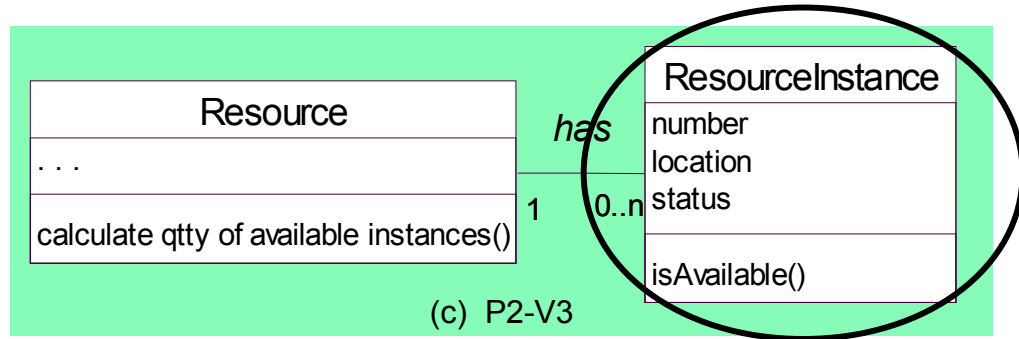 Resource
. . .
calculate qtty of available instances()
has
1
0..n
ResourceInstance
number
location
status
isAvailable()
(c) P2-V3